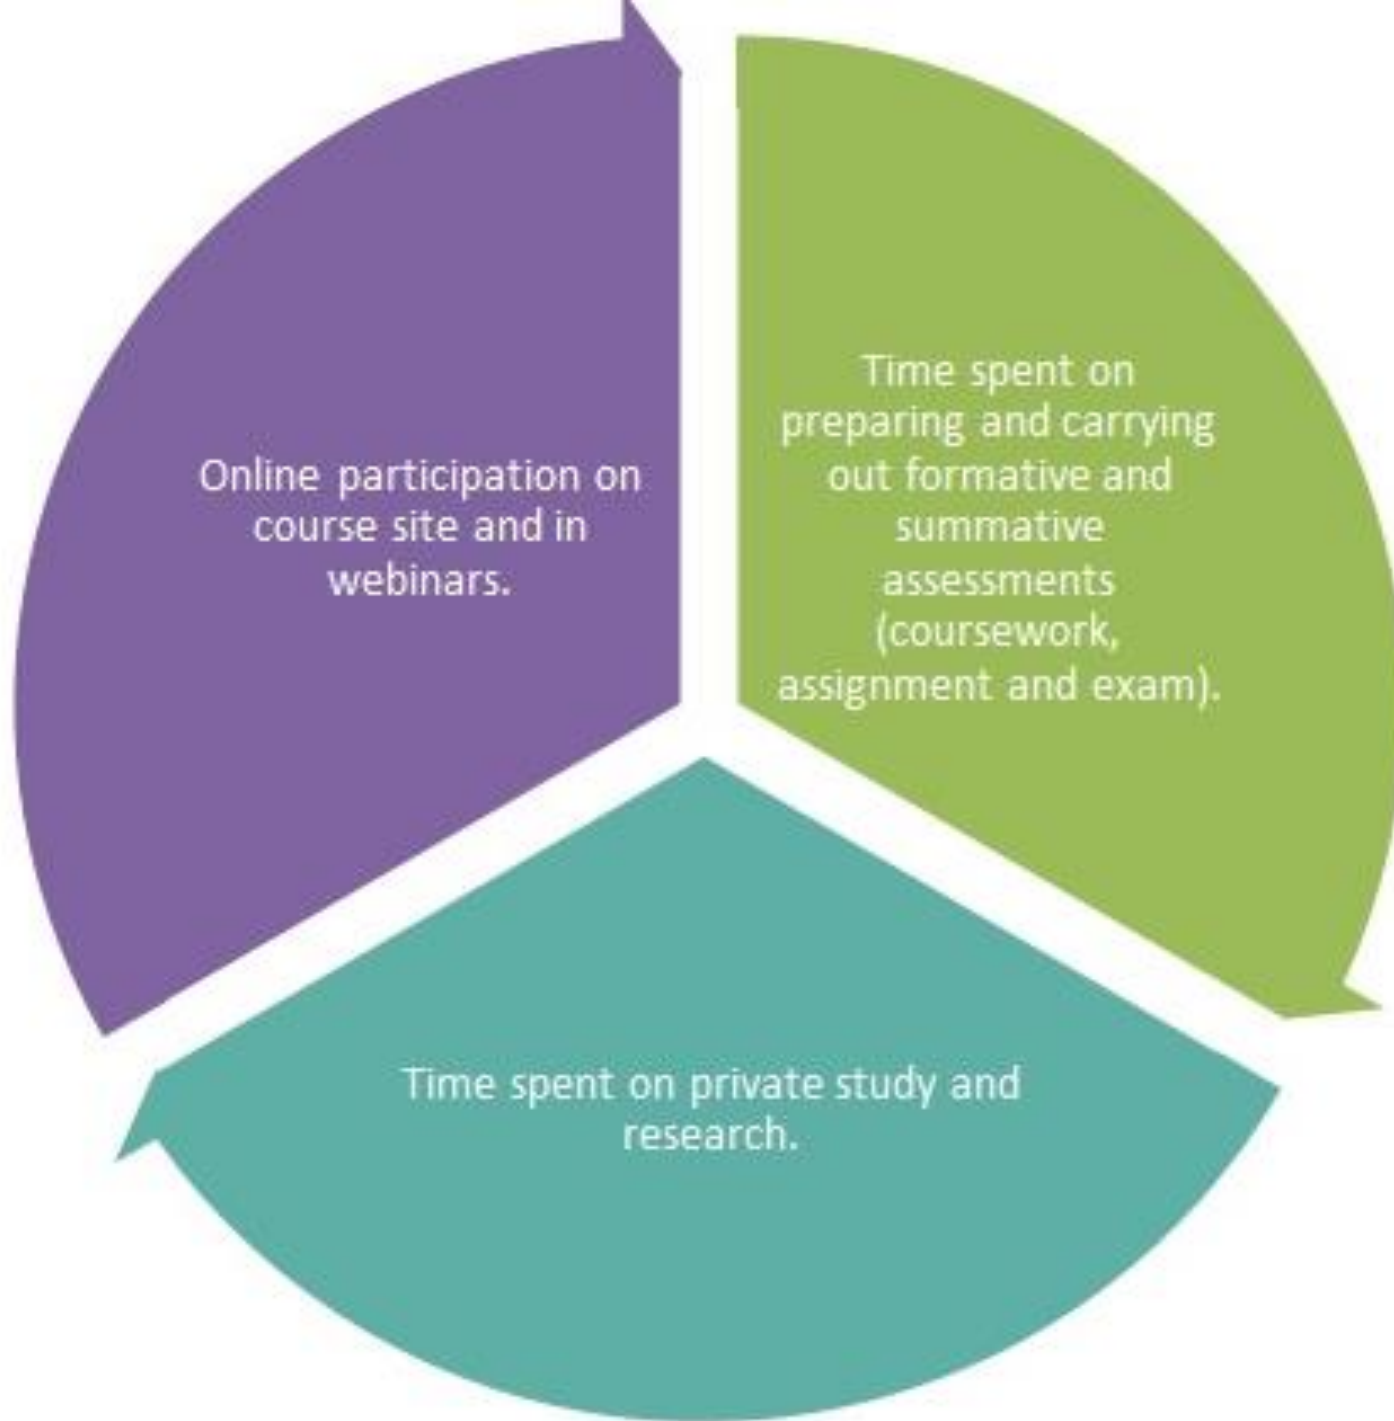 Time spent on
preparing and carrying
out formative and
summative
assessments
(coursework,
assignment and exam).
Online participation on
course site and in
webinars.
Time spent on private study and
research.